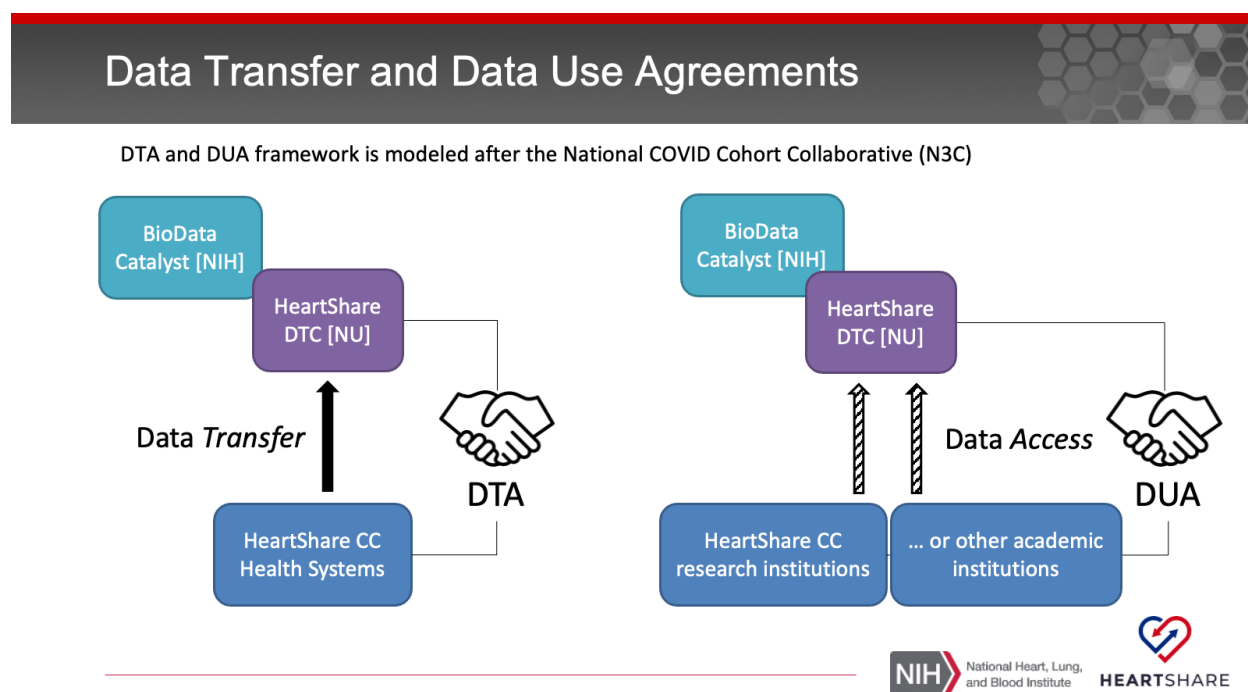 Data Transfer and Data Use Agreements
DTA and DUA framework is modeled after the National COVID Cohort Collaborative (N3C)
BioData
Catalyst [NIH]
HeartShare
DTC [NU]
Data Transfer
DTA
HeartShare CC
Health Systems
BioData
Catalyst [NIH]
HeartShare
DTC [NU]
Data Access
DUA
HeartShare CC
research institutions
... or other academic
institutions
NIH
National Heart, Lung,
and Blood Institute
HEARTSHARE